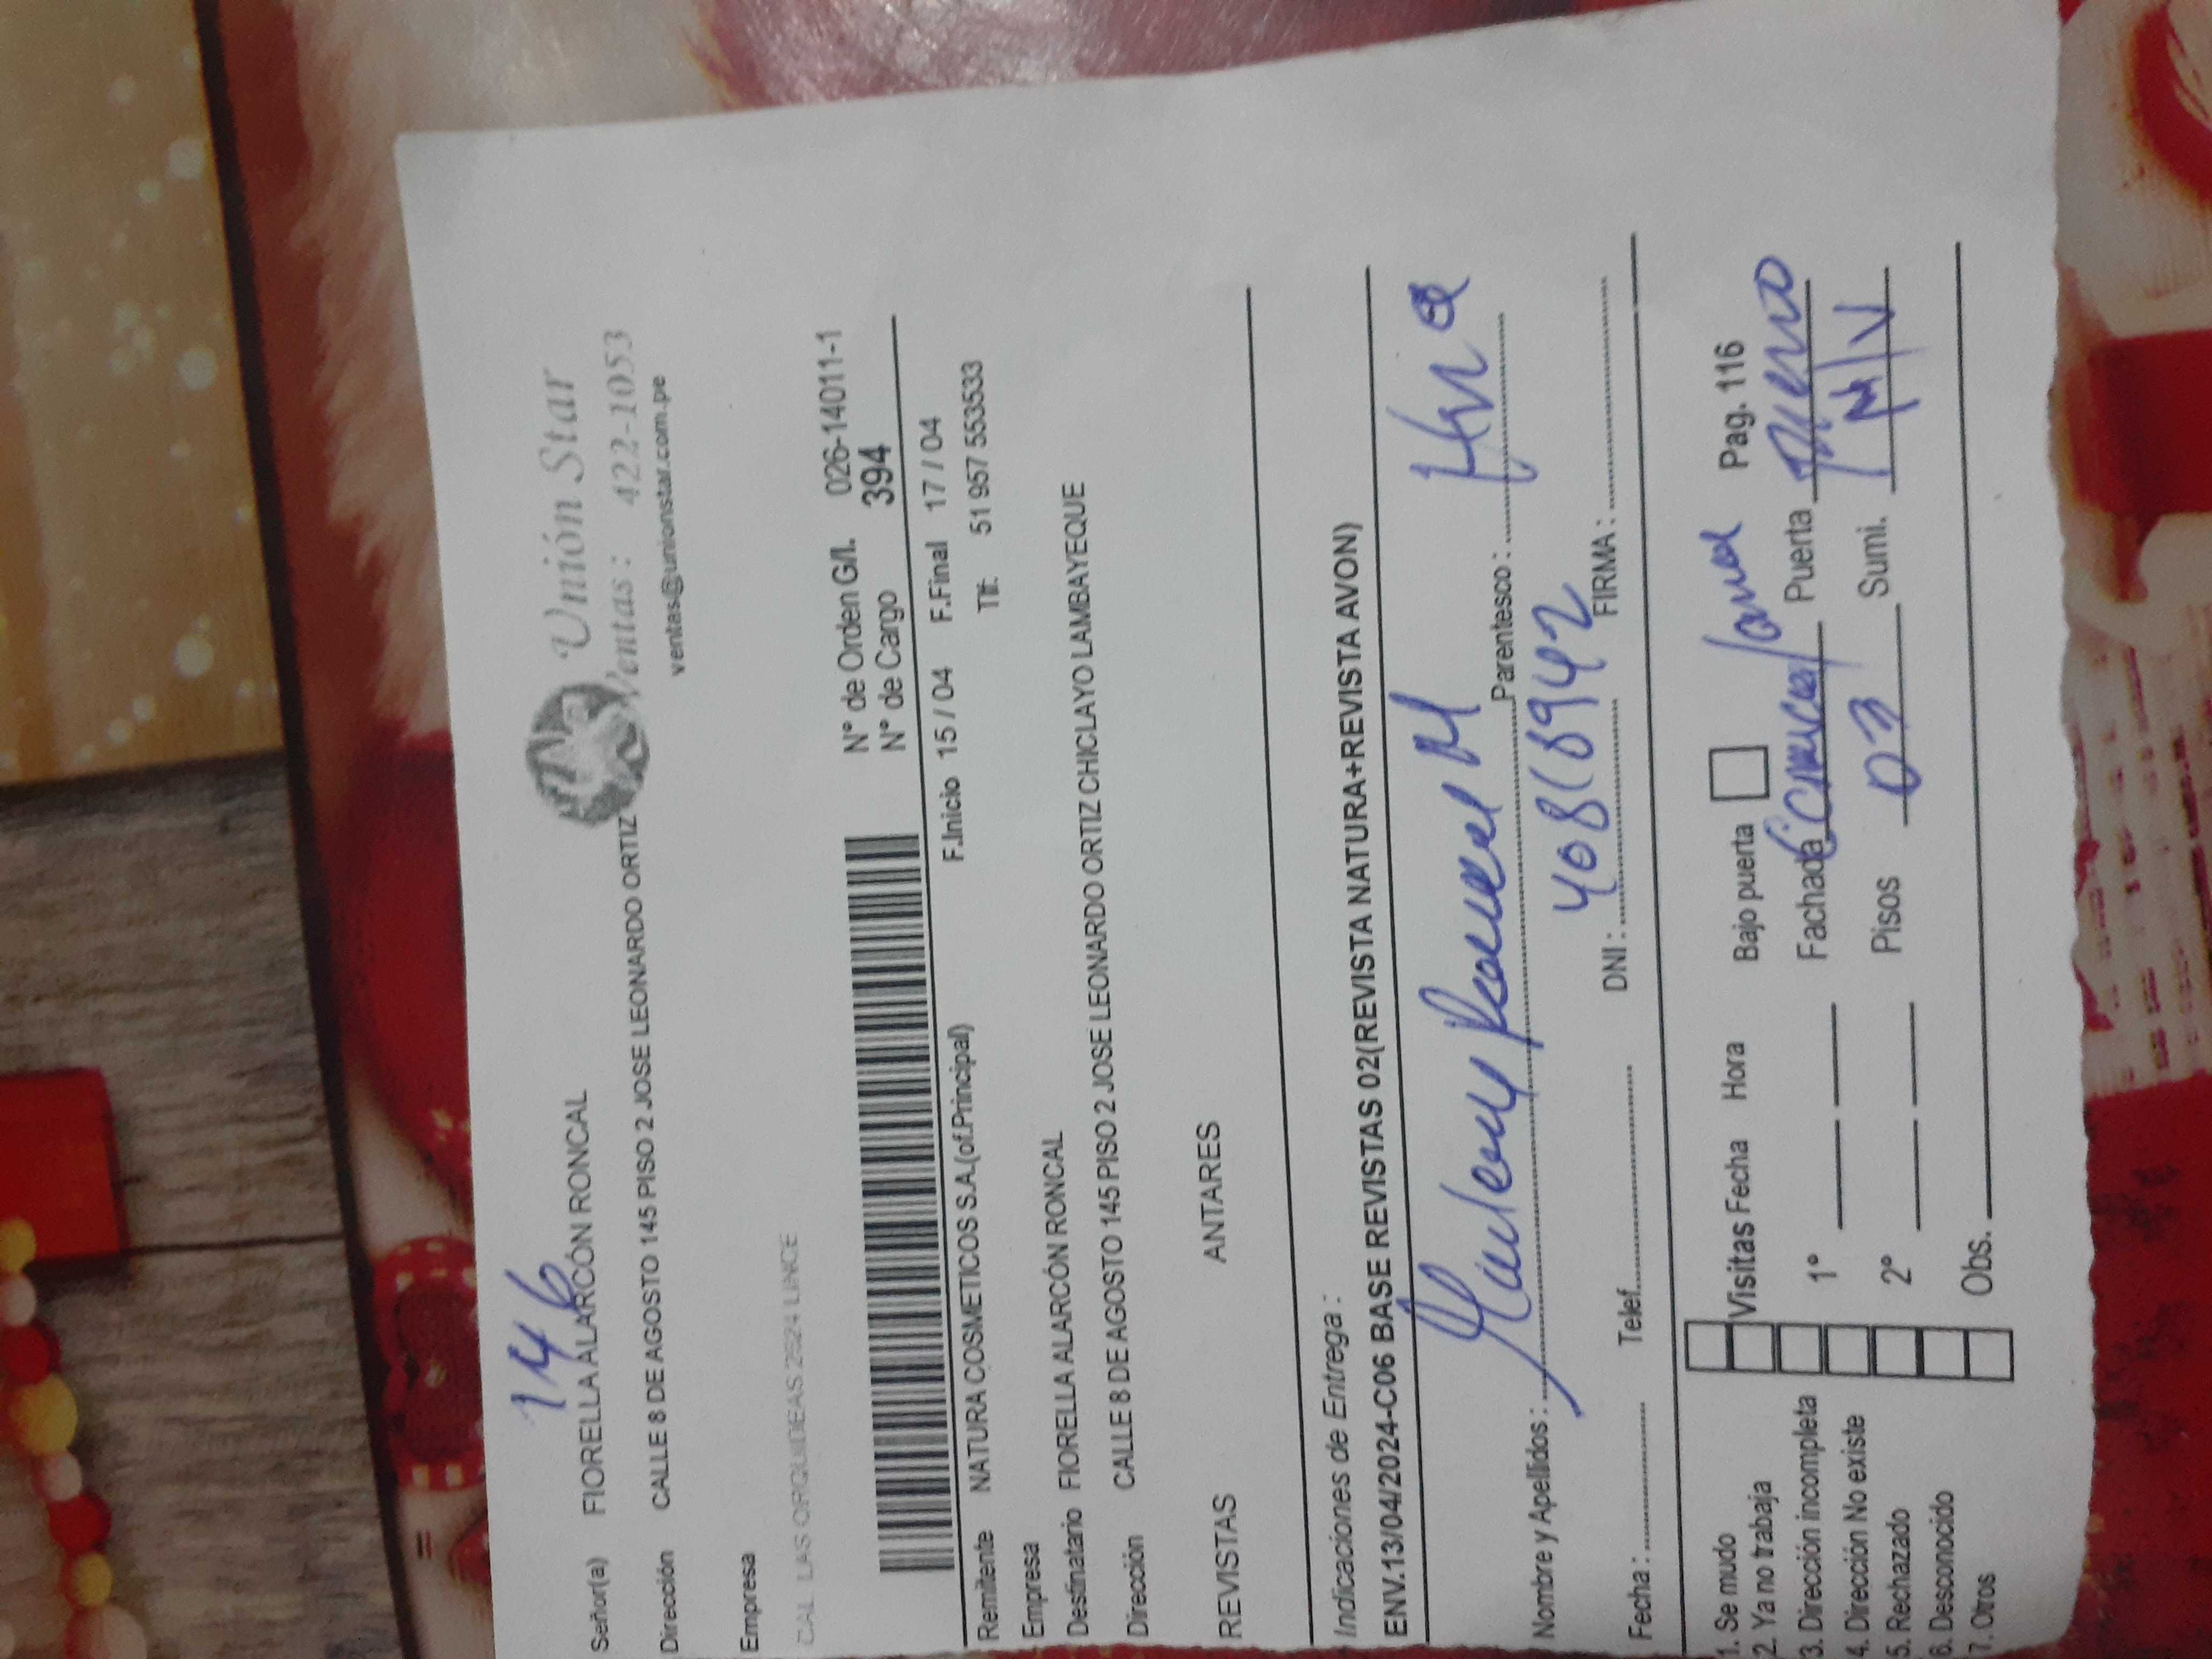 146
Unión Star
Ventas: 422-1053
ventas@unionstar.com.pe
Señor(a) FIORELLA ALARCÓN RONCAL
Dirección CALLE 8 DE AGOSTO 145 PISO 2 JOSE LEONARDO ORTIZ
Empresa
CAL LAS ORQUIDEAS 2624 LINCE
N° de Orden G/I. 026-140111-1
N° de Cargo 394
F.Inicio 15 / 04 F.Final 17 / 04
Remitente NATURA COSMETICOS S.A.(of.Principal) Tlf. 51 957 553533
Empresa
Destinatario FIORELLA ALARCÓN RONCAL
Dirección CALLE 8 DE AGOSTO 145 PISO 2 JOSE LEONARDO ORTIZ CHICLAYO LAMBAYEQUE
REVISTAS ANTARES
Indicaciones de Entrega :
ENV.13/04/2024-C06 BASE REVISTAS 02(REVISTA NATURA+REVISTA AVON)
Nombre y Apellidos : Parentesco :
Fecha : Telef. DNI : FIRMA :
1. Se mudo
2. Ya no trabaja
3. Dirección incompleta
4. Dirección No existe
5. Rechazado
6. Desconocido
7. Otros
Visitas Fecha Hora Bajo puerta Pag. 116
1° Fachada Puerta
2° Pisos 03 Sumi.
Obs.